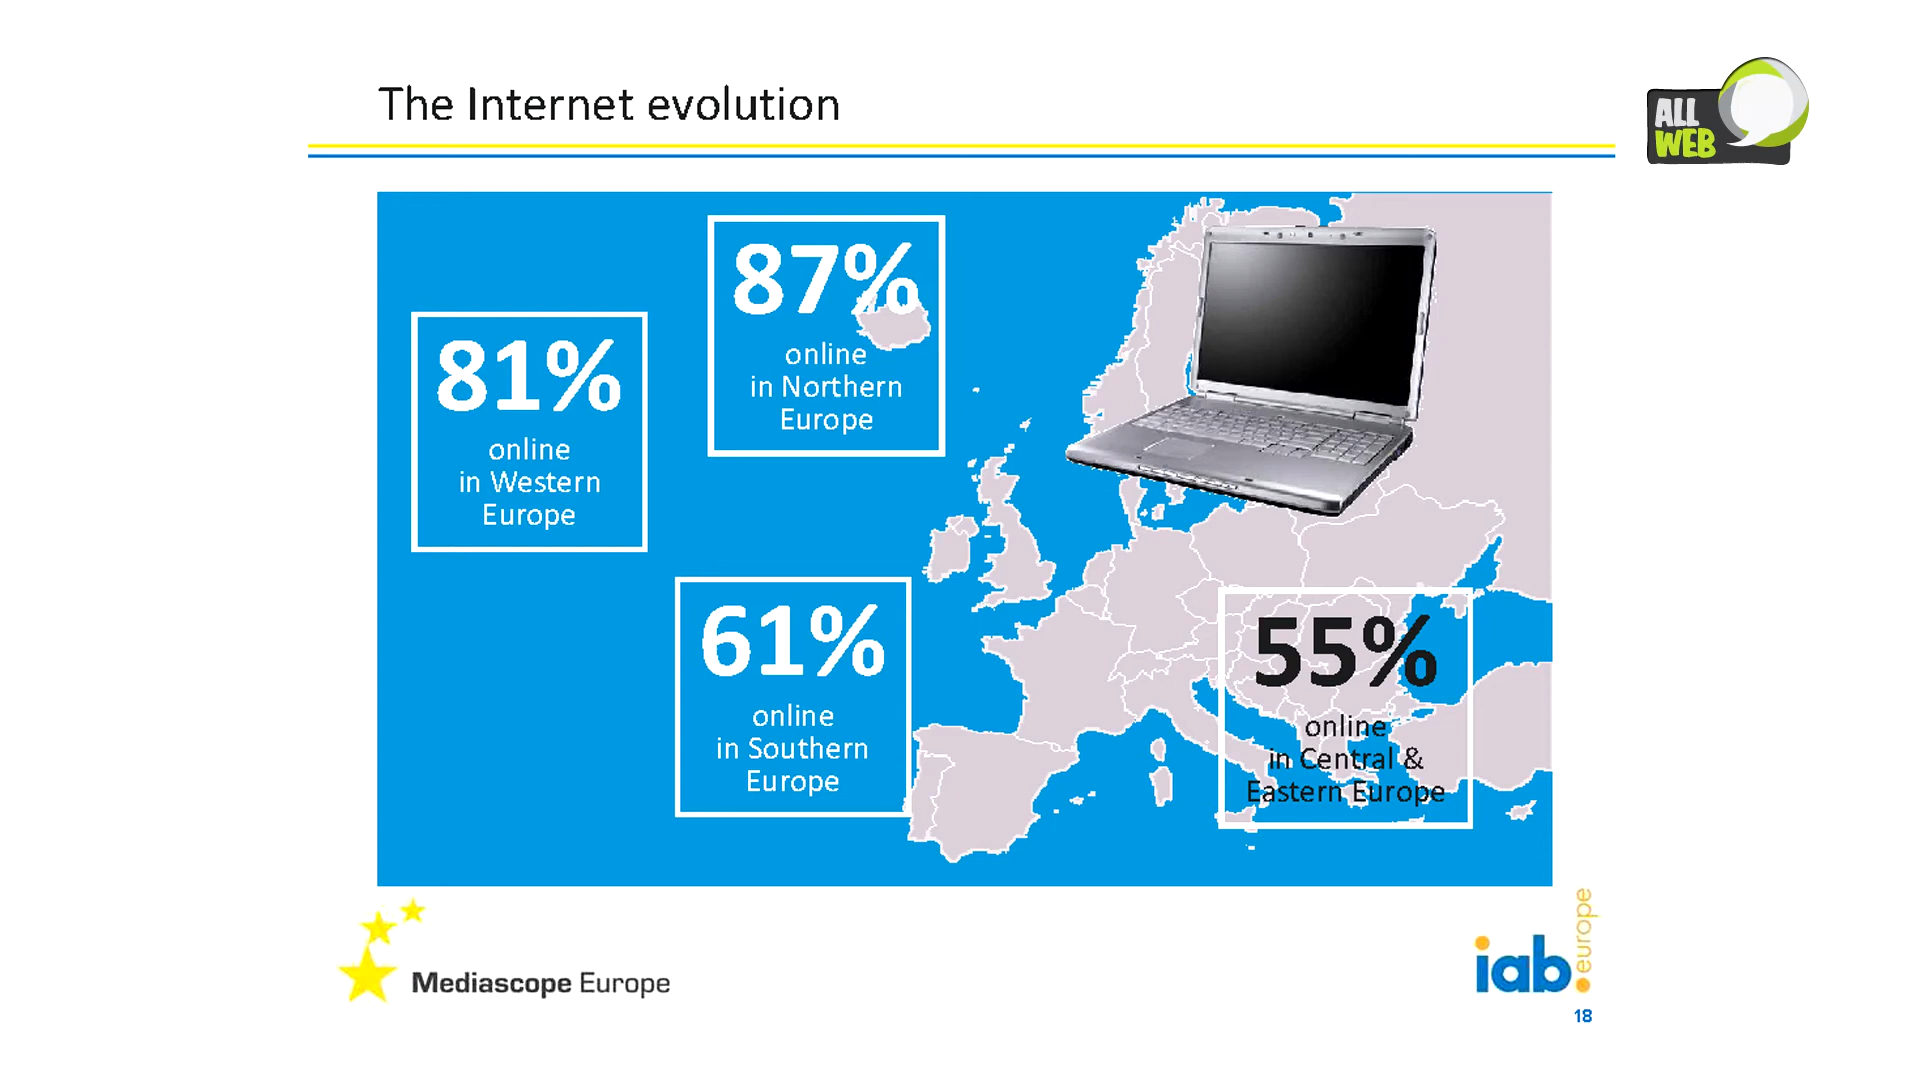 The Internet evolution
ALL
WEB
87%
online
in Northern
Europe
81%
online
in Western
Europe
61%
online
in Southern
Europe
55%
online
in Central &
Eastern Europe
Mediascope Europe
iab.europe
18